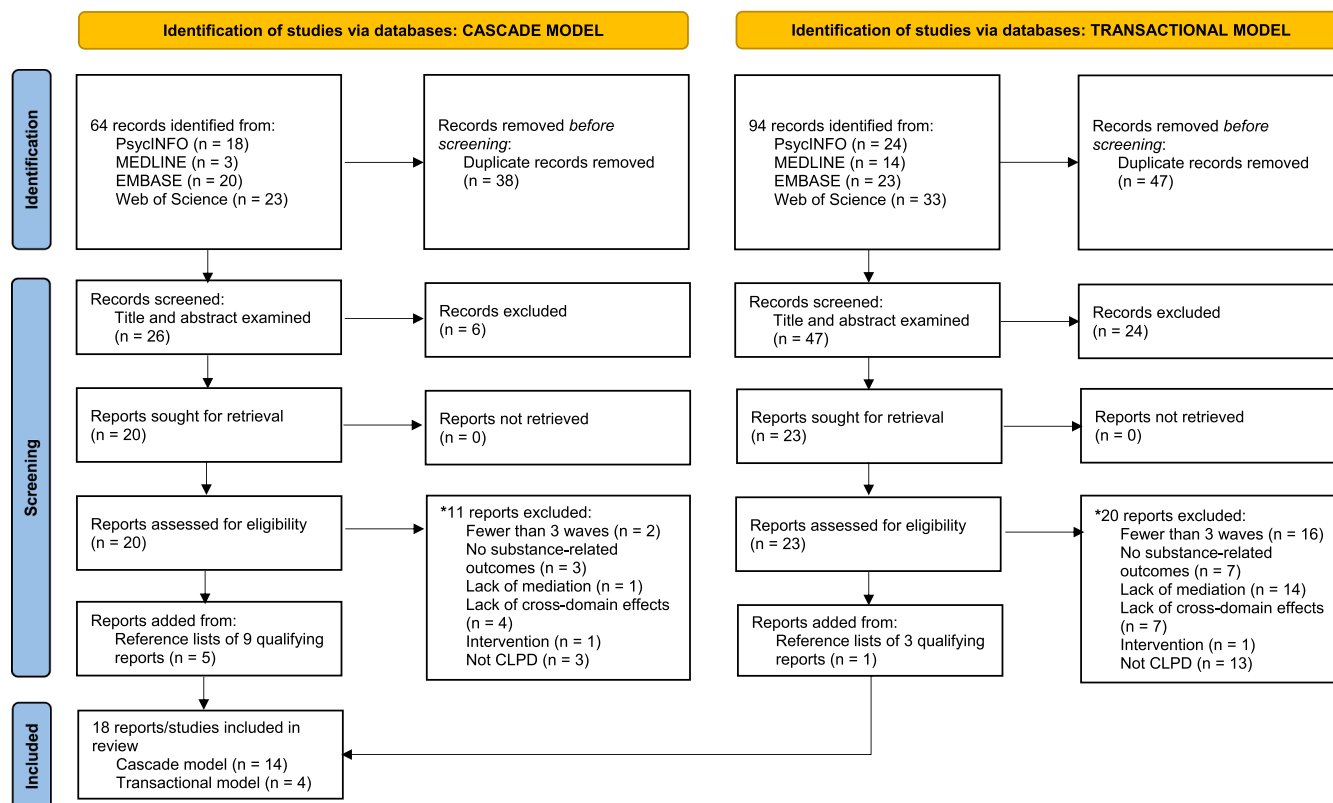 Identification of studies via databases: CASCADE MODEL
Identification of studies via databases: TRANSACTIONAL MODEL
Identification
64 records identified from:
PsycINFO (n = 18)
MEDLINE (n = 3)
EMBASE (n = 20)
Web of Science (n = 23)
Records removed before
screening:
Duplicate records removed
(n = 38)
94 records identified from:
PsycINFO (n = 24)
MEDLINE (n = 14)
EMBASE (n = 23)
Web of Science (n = 33)
Records removed before
screening:
Duplicate records removed
(n = 47)
Screening
Records screened:
Title and abstract examined
(n = 26)
Records excluded
(n = 6)
Records screened:
Title and abstract examined
(n = 47)
Records excluded
(n = 24)
Reports sought for retrieval
(n = 20)
Reports not retrieved
(n = 0)
Reports sought for retrieval
(n = 23)
Reports not retrieved
(n = 0)
Reports assessed for eligibility
(n = 20)
*11 reports excluded:
Fewer than 3 waves (n = 2)
No substance-related
outcomes (n = 3)
Lack of mediation (n = 1)
Lack of cross-domain effects
(n = 4)
Intervention (n = 1)
Not CLPD (n = 3)
Reports assessed for eligibility
(n = 23)
*20 reports excluded:
Fewer than 3 waves (n = 16)
No substance-related
outcomes (n = 7)
Lack of mediation (n = 14)
Lack of cross-domain effects
(n = 7)
Intervention (n = 1)
Not CLPD (n = 13)
Reports added from:
Reference lists of 9 qualifying
reports (n = 5)
Reports added from:
Reference lists of 3 qualifying
reports (n = 1)
Included
18 reports/studies included in
review
Cascade model (n = 14)
Transactional model (n = 4)